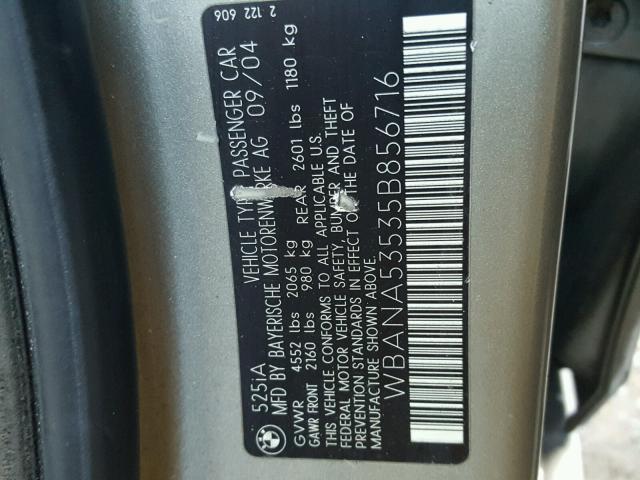 2 122 606
525iA VEHICLE TYPE PASSENGER CAR
MFD BY BAYERISCHE MOTORENWERKE AG 09/04
GVWR 4552 lbs 2065 kg
GAWR FRONT 2160 lbs 980 kg REAR 2601 lbs 1180 kg
THIS VEHICLE CONFORMS TO ALL APPLICABLE U.S.
FEDERAL MOTOR VEHICLE SAFETY, BUMPER AND THEFT
PREVENTION STANDARDS IN EFFECT ON THE DATE OF
MANUFACTURE SHOWN ABOVE.
WBANA53535B856716